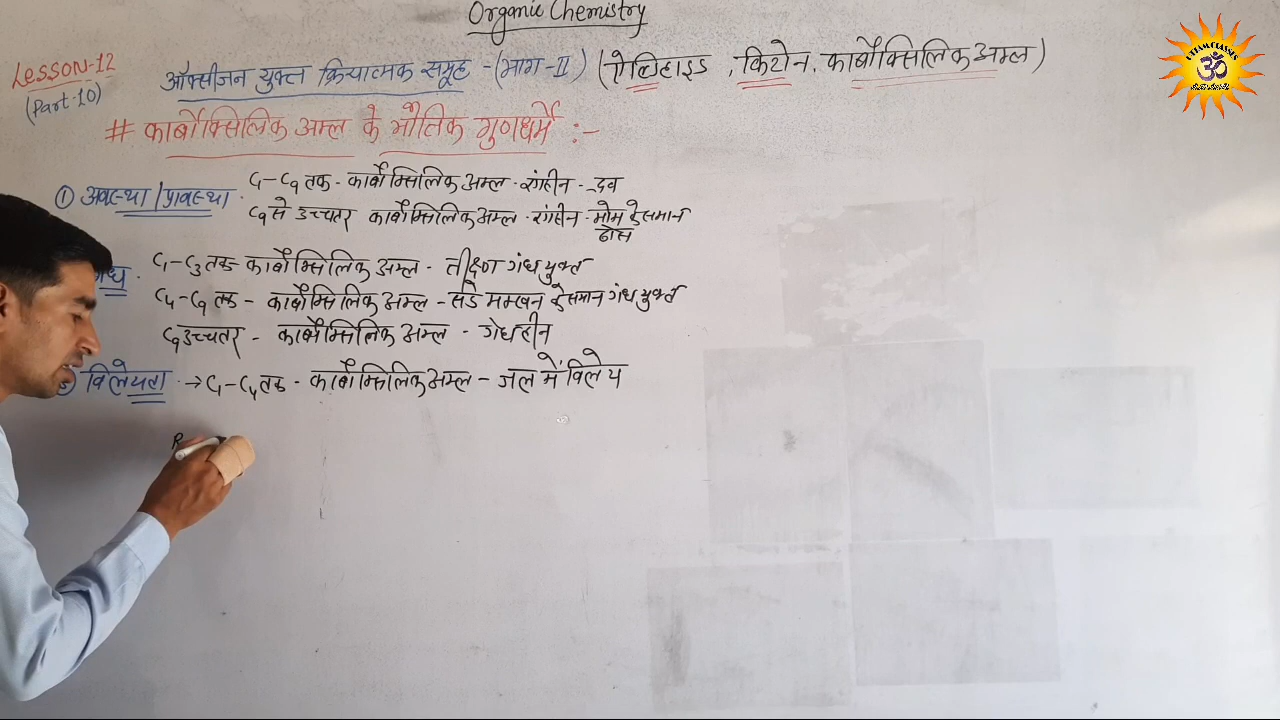 Organic Chemistry
Lesson-12
(Part-10)
ऑक्सीजन युक्त क्रियात्मक समूह - (भाग-II) (ऐल्डिहाइड, किटोन, कार्बोक्सिलिक अम्ल)
# कार्बोक्सिलिक अम्ल के भौतिक गुणधर्म :-
① अवस्था/प्रावस्था - C₁-C₉ तक - कार्बोक्सिलिक अम्ल - रंगहीन - द्रव
C₉ से उच्चतर कार्बोक्सिलिक अम्ल - रंगहीन - मोम के समान
ठोस
गंध - C₁-C₃ तक कार्बोक्सिलिक अम्ल - तीक्ष्ण गंध युक्त
C₄-C₉ तक - कार्बोक्सिलिक अम्ल - सडे मक्खन के समान गंध युक्त
C₉ उच्चतर - कार्बोक्सिलिक अम्ल - गंधहीन
विलेयता → C₁-C₄ तक - कार्बोक्सिलिक अम्ल - जल में विलेय
R
ॐ